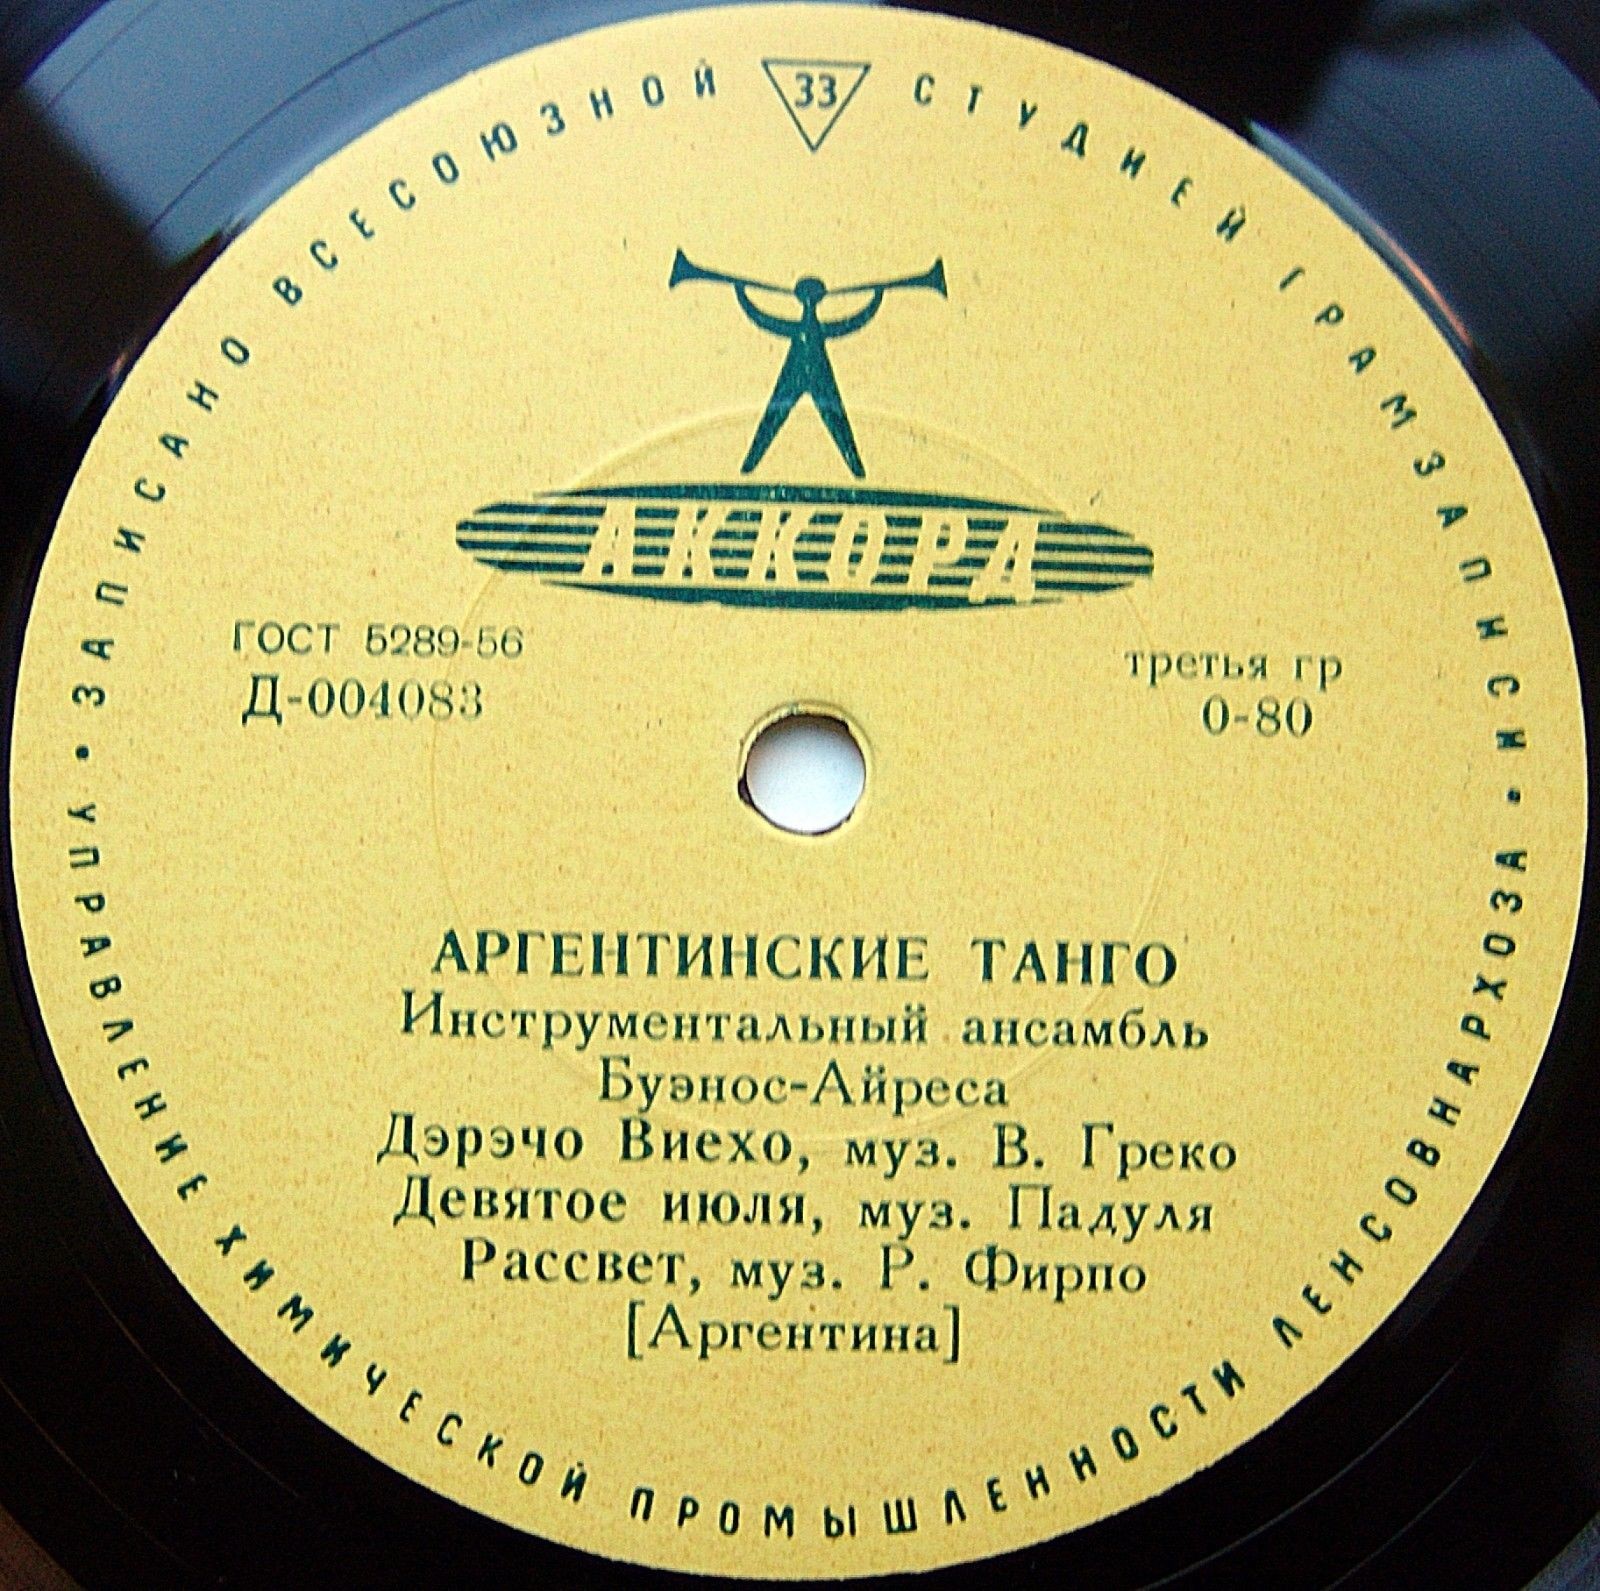 ЗАПИСАНО ВСЕСОЮЗНОЙ СТУДИЕЙ ГРАМЗАПИСИ •
33
АККОРД
ГОСТ 5289-56
Д-004083
третья гр
0-80
АРГЕНТИНСКИЕ ТАНГО
Инструментальный ансамбль
Буэнос-Айреса
Дэрэчо Виехо, муз. В. Греко
Девятое июля, муз. Падуля
Рассвет, муз. Р. Фирпо
[Аргентина]
УПРАВЛЕНИЕ ХИМИЧЕСКОЙ ПРОМЫШЛЕННОСТИ ЛЕНСОВНАРХОЗА •